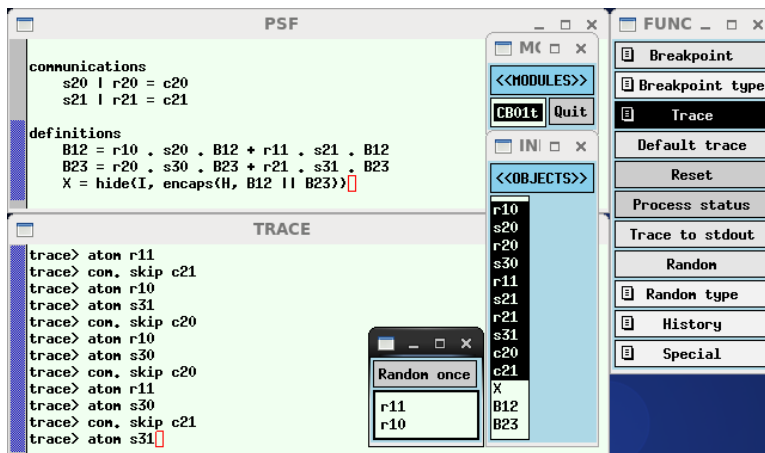 PSF
communications
s20 | r20 = c20
s21 | r21 = c21
definitions
B12 = r10 . s20 . B12 + r11 . s21 . B12
B23 = r20 . s30 . B23 + r21 . s31 . B23
X = hide(I, encaps(H, B12 || B23))
TRACE
trace> atom r11
trace> com. skip c21
trace> atom r10
trace> atom s31
trace> com. skip c20
trace> atom r10
trace> atom s30
trace> com. skip c20
trace> atom r11
trace> atom s30
trace> com. skip c21
trace> atom s31
Random once
r11
r10
M(
<<MODULES>>
CB01t Quit
IN
<<OBJECTS>>
r10
s20
r20
s30
r11
s21
r21
s31
c20
c21
X
B12
B23
FUNC
Breakpoint
Breakpoint type
Trace
Default trace
Reset
Process status
Trace to stdout
Random
Random type
History
Special